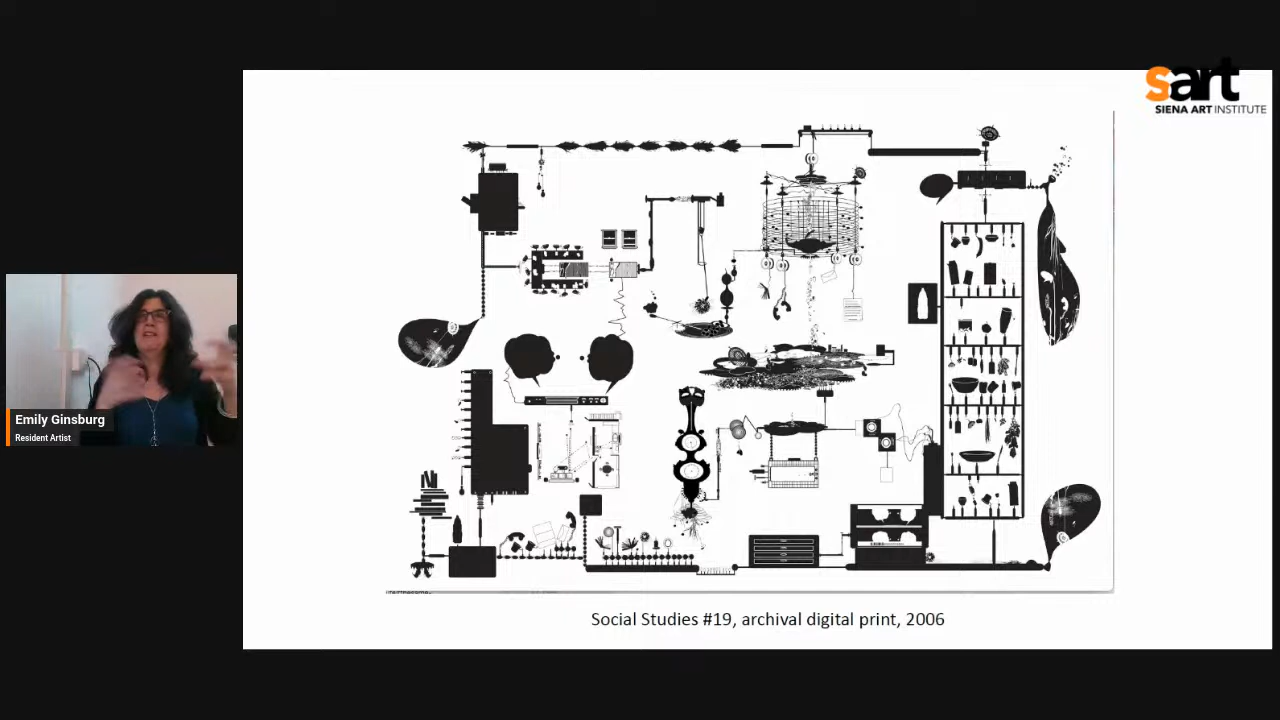 sart
SIENA ART INSTITUTE
Emily Ginsburg
Resident Artist
Social Studies #19, archival digital print, 2006